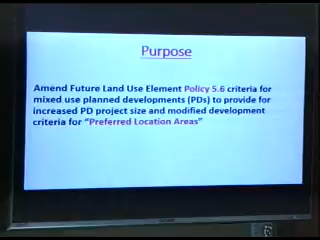 Purpose
Amend Future Land Use Element Policy 5.6 criteria for
mixed use planned developments (PDs) to provide for
increased PD project size and modified development
criteria for "Preferred Location Areas"